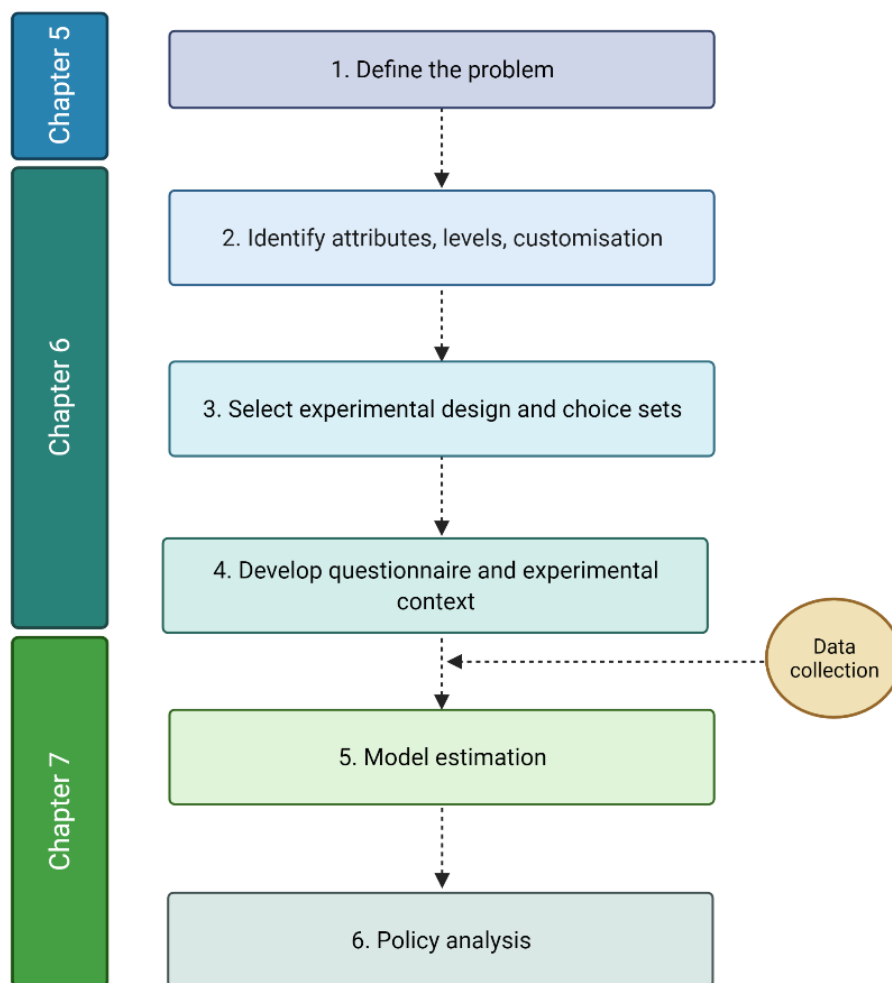 Chapter 5
1. Define the problem
Chapter 6
2. Identify attributes, levels, customisation
3. Select experimental design and choice sets
4. Develop questionnaire and experimental
context
Data
collection
Chapter 7
5. Model estimation
6. Policy analysis